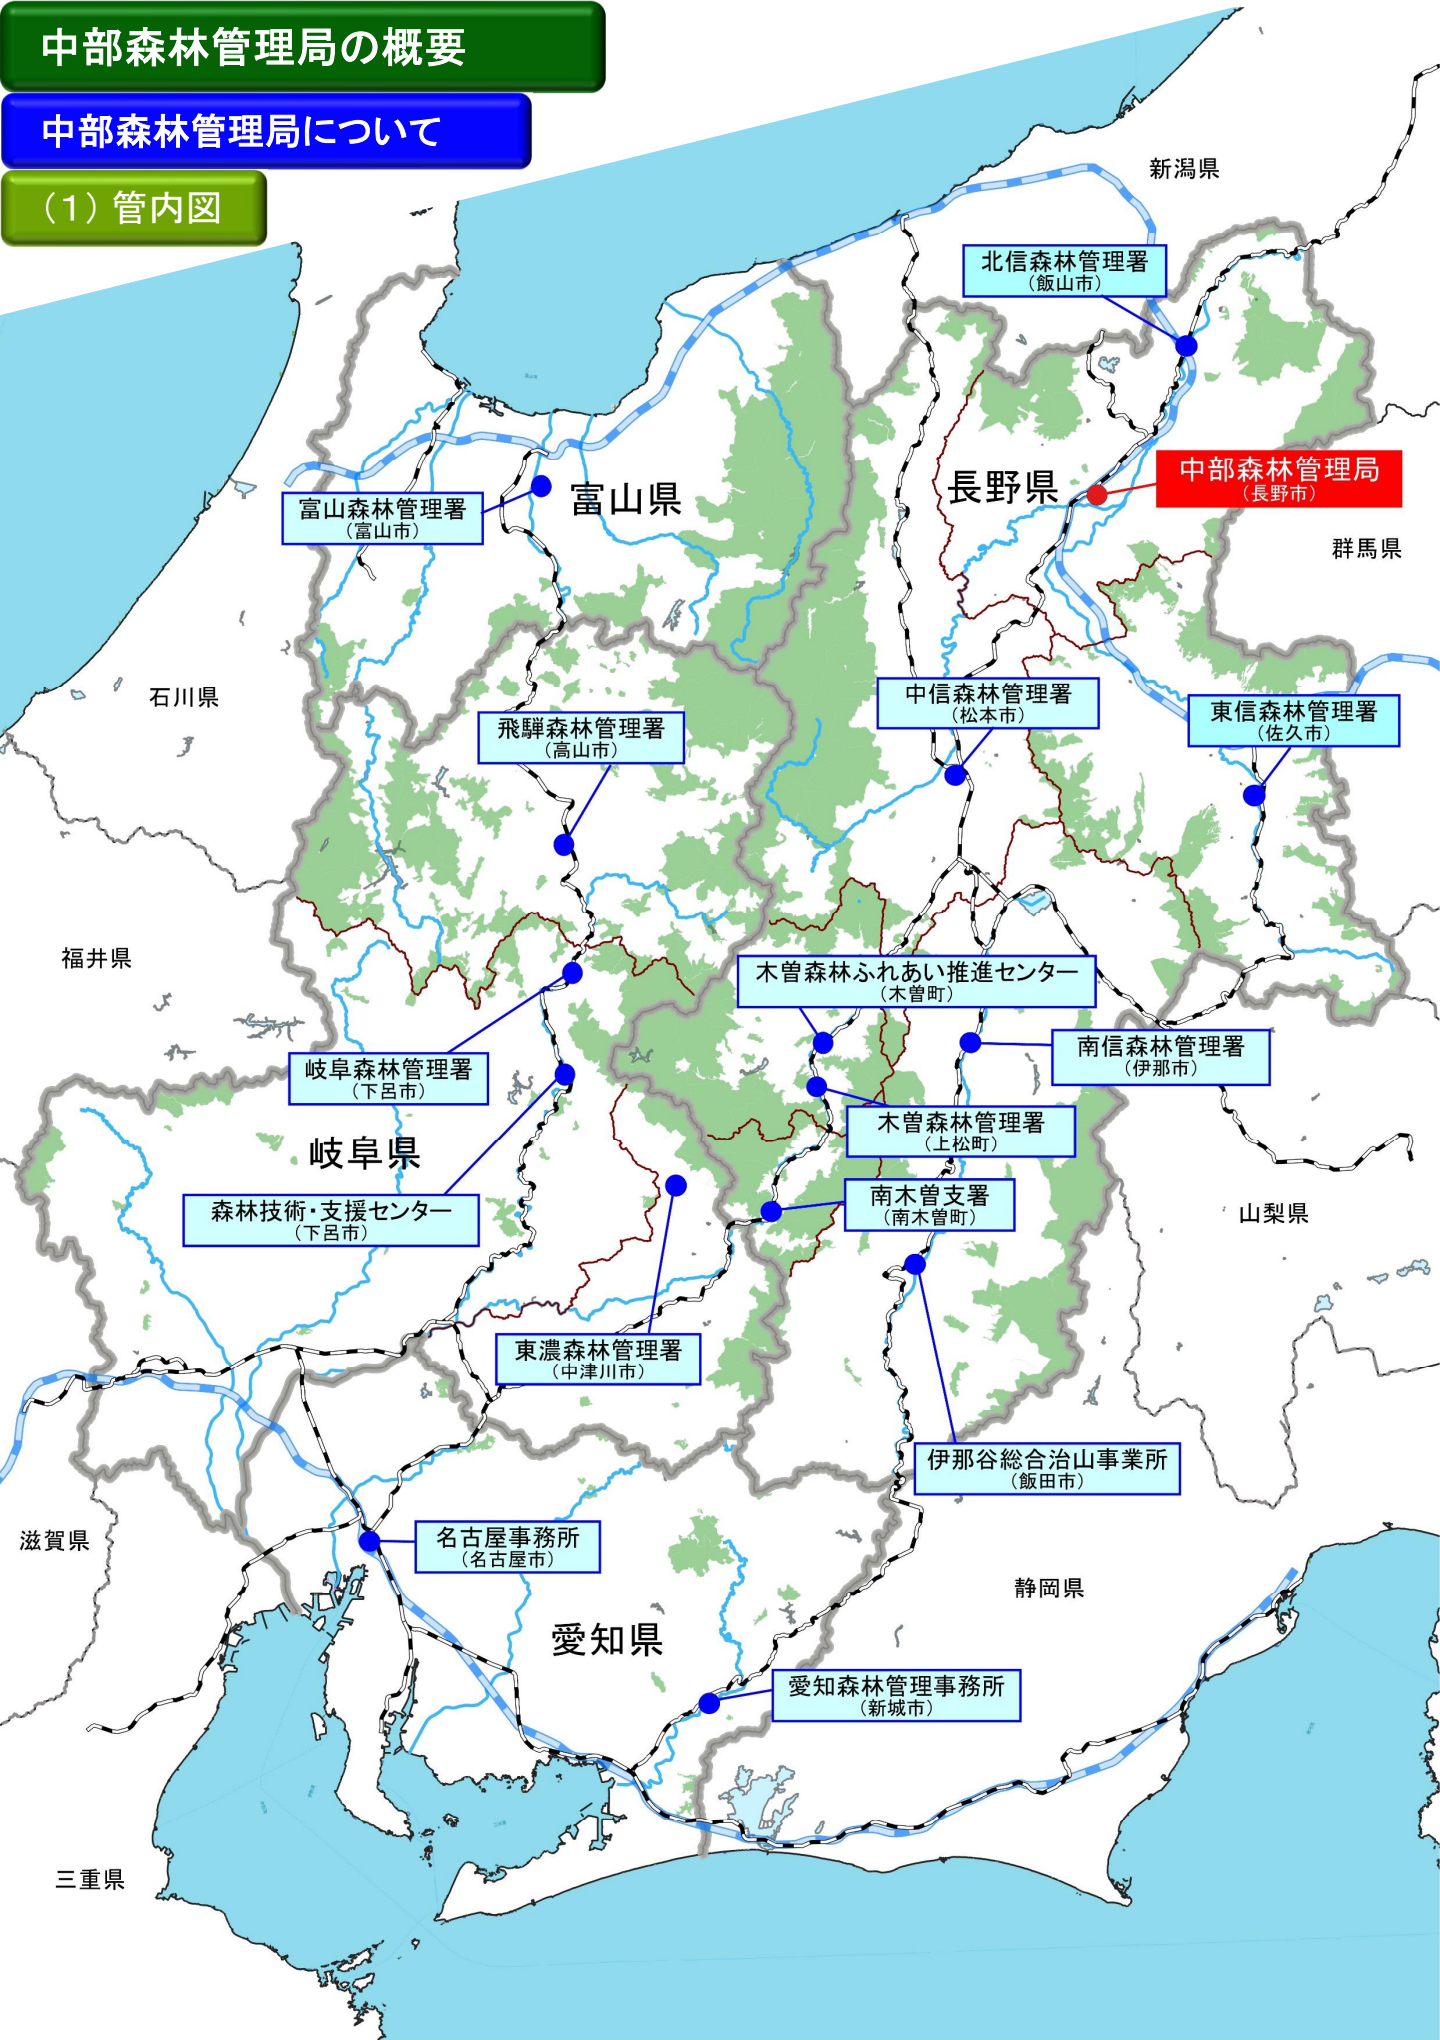 中部森林管理局の概要
中部森林管理局について
（１）管内図
新潟県
北信森林管理署
（飯山市）
中部森林管理局
（長野市）
長野県
富山県
富山森林管理署
（富山市）
群馬県
石川県
中信森林管理署
（松本市）
東信森林管理署
（佐久市）
飛騨森林管理署
（高山市）
福井県
木曽森林ふれあい推進センター
（木曽町）
南信森林管理署
（伊那市）
岐阜森林管理署
（下呂市）
木曽森林管理署
（上松町）
岐阜県
南木曽支署
（南木曽町）
森林技術・支援センター
（下呂市）
山梨県
東濃森林管理署
（中津川市）
伊那谷総合治山事業所
（飯田市）
滋賀県
名古屋事務所
（名古屋市）
静岡県
愛知県
愛知森林管理事務所
（新城市）
三重県